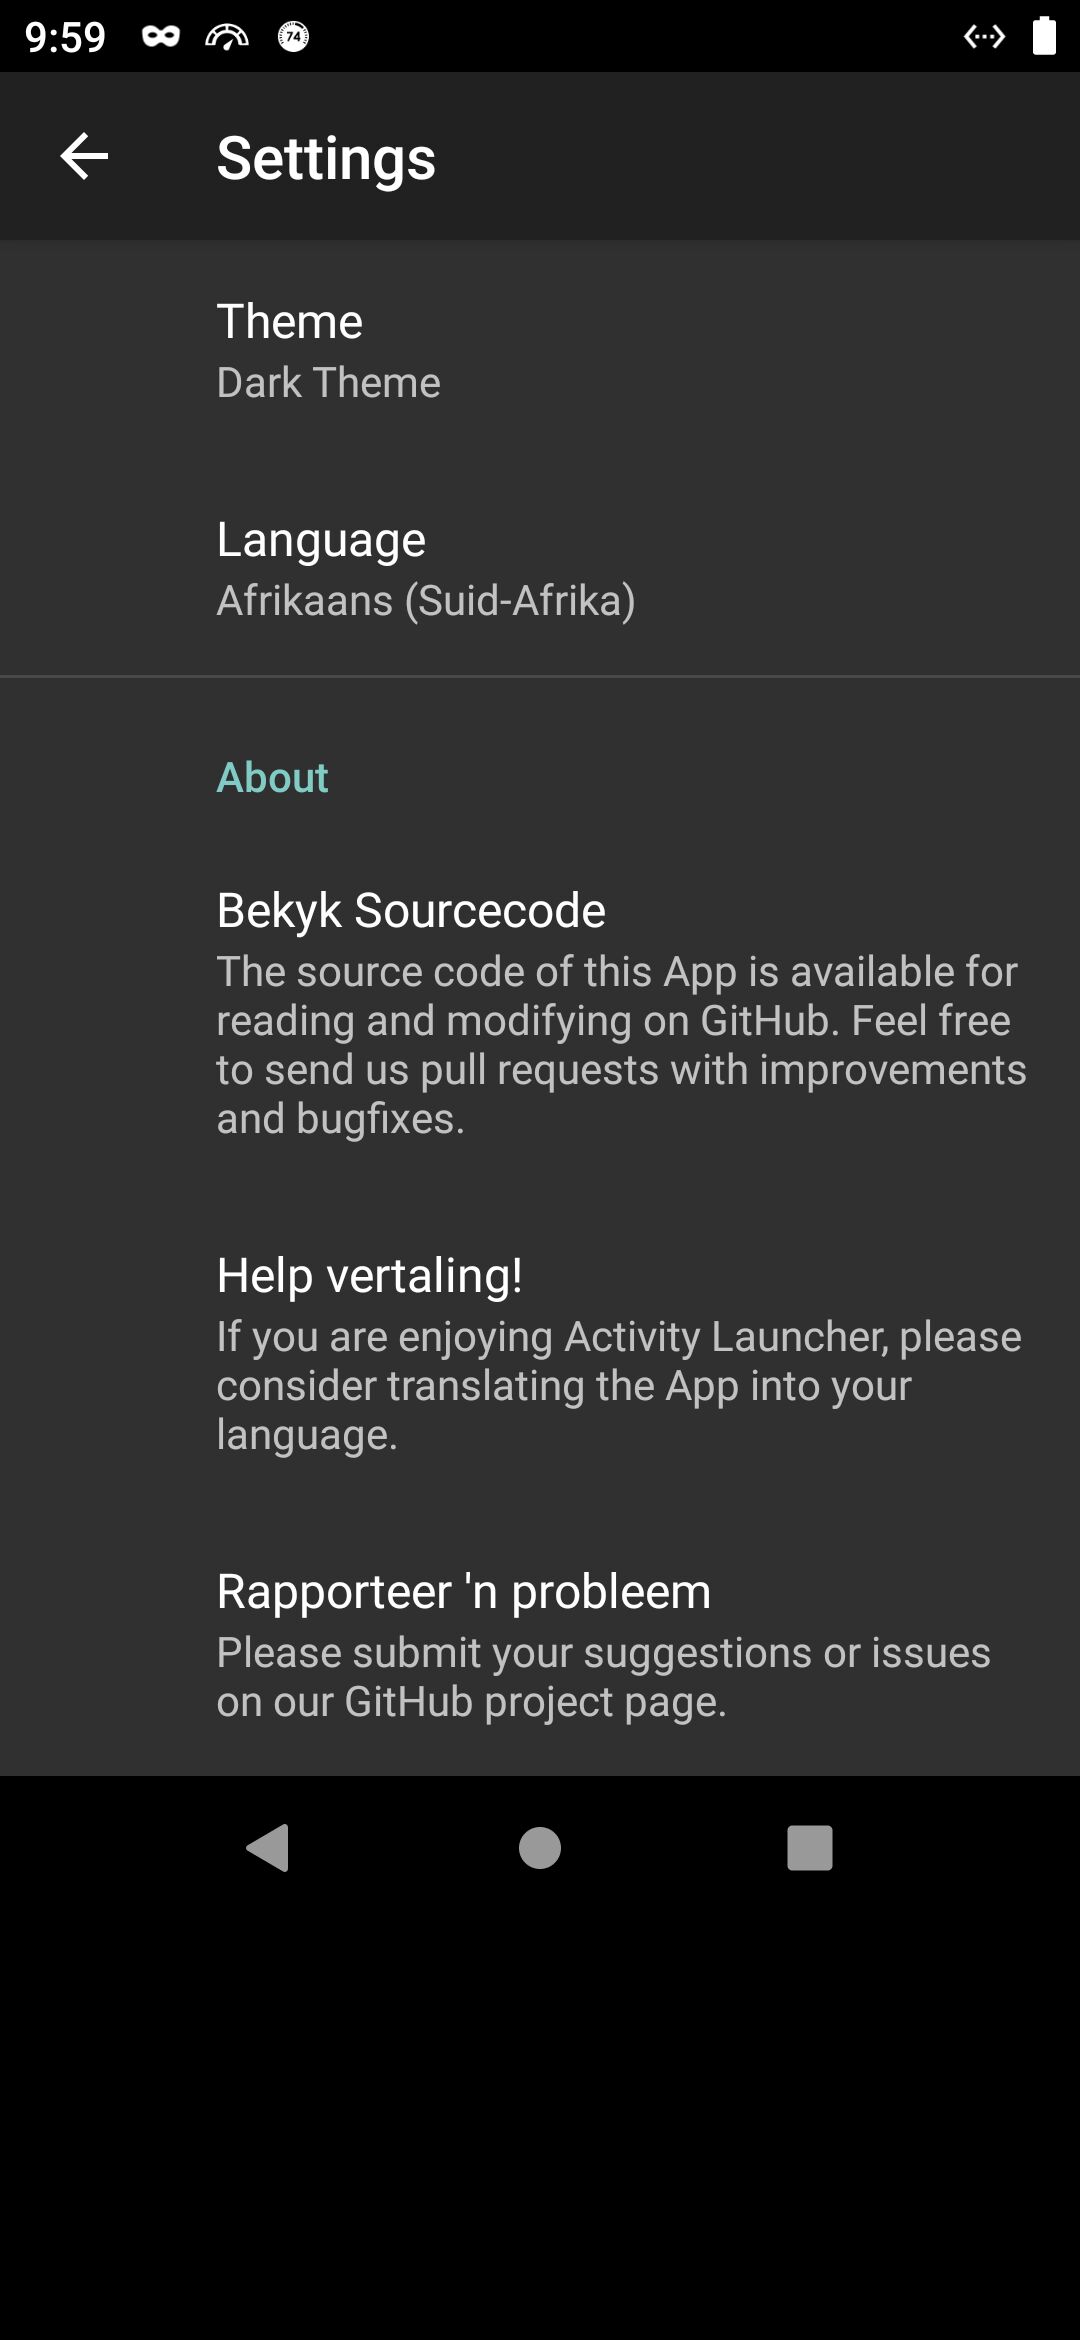 9:59
74
Settings
Theme
Dark Theme
Language
Afrikaans (Suid-Afrika)
About
Bekyk Sourcecode
The source code of this App is available for
reading and modifying on GitHub. Feel free
to send us pull requests with improvements
and bugfixes.
Help vertaling!
If you are enjoying Activity Launcher, please
consider translating the App into your
language.
Rapporteer 'n probleem
Please submit your suggestions or issues
on our GitHub project page.